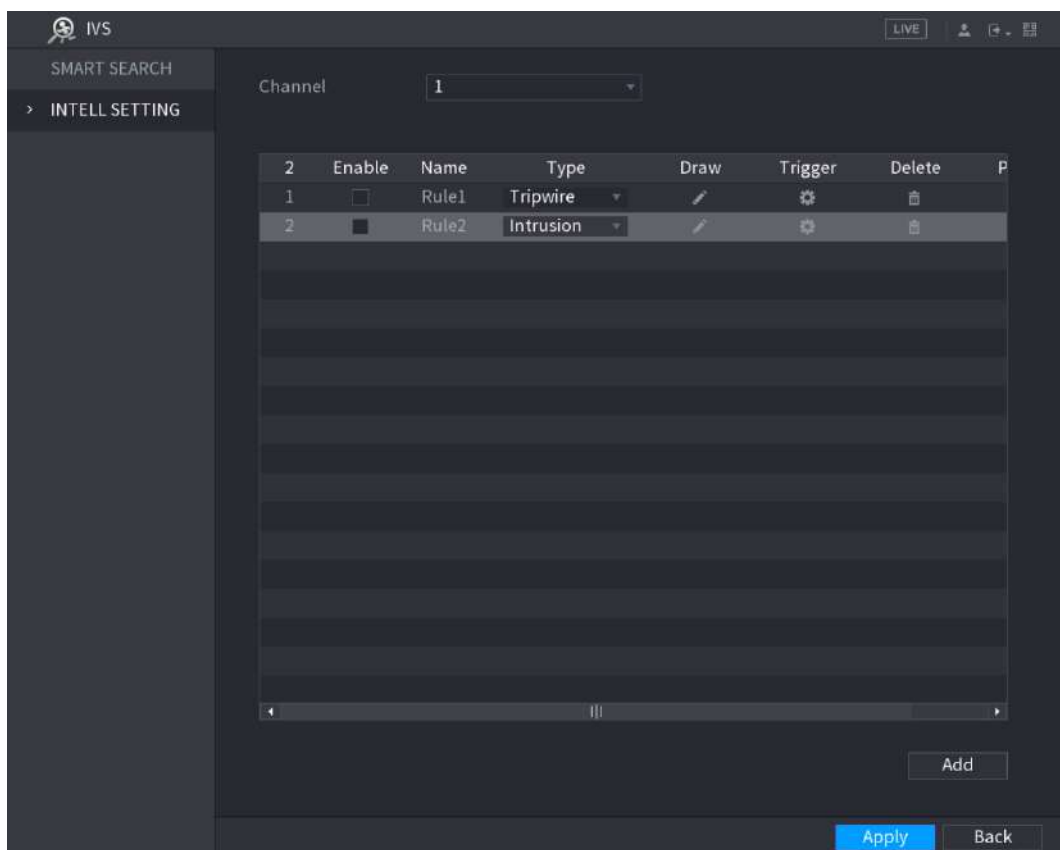 IVS LIVE
SMART SEARCH
Channel 1
> INTELL SETTING
2 Enable Name Type Draw Trigger Delete P
1 Rule1 Tripwire
2 Rule2 Intrusion
Add
Apply Back